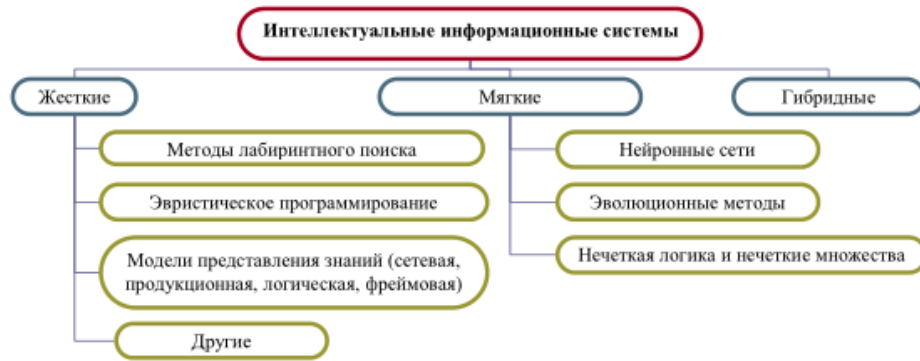 Интеллектуальные информационные системы
Жесткие
Мягкие
Гибридные
Методы лабиринтного поиска
Эвристическое программирование
Модели представления знаний (сетевая,
продукционная, логическая, фреймовая)
Другие
Нейронные сети
Эволюционные методы
Нечеткая логика и нечеткие множества